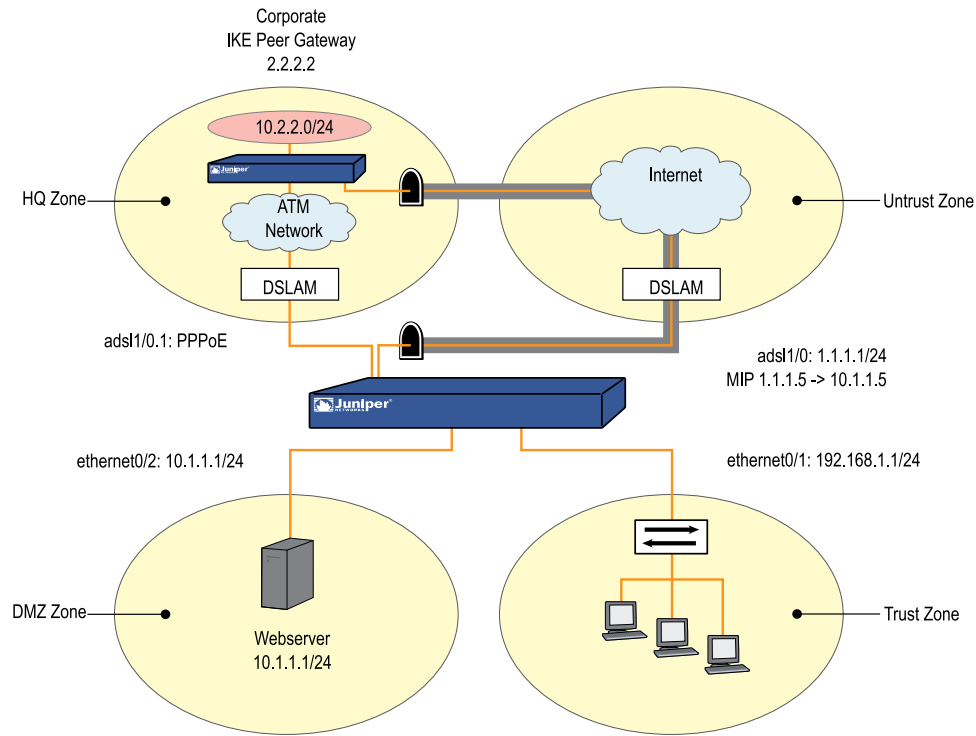 Corporate
IKE Peer Gateway
2.2.2.2
10.2.2.0/24
Juniper
NETWORKS
ATM
Network
DSLAM
HQ Zone
Internet
DSLAM
Untrust Zone
adsl1/0.1: PPPoE
adsl1/0: 1.1.1.1/24
MIP 1.1.1.5 -> 10.1.1.5
Juniper
NETWORKS
ethernet0/2: 10.1.1.1/24
ethernet0/1: 192.168.1.1/24
DMZ Zone
Webserver
10.1.1.1/24
Trust Zone